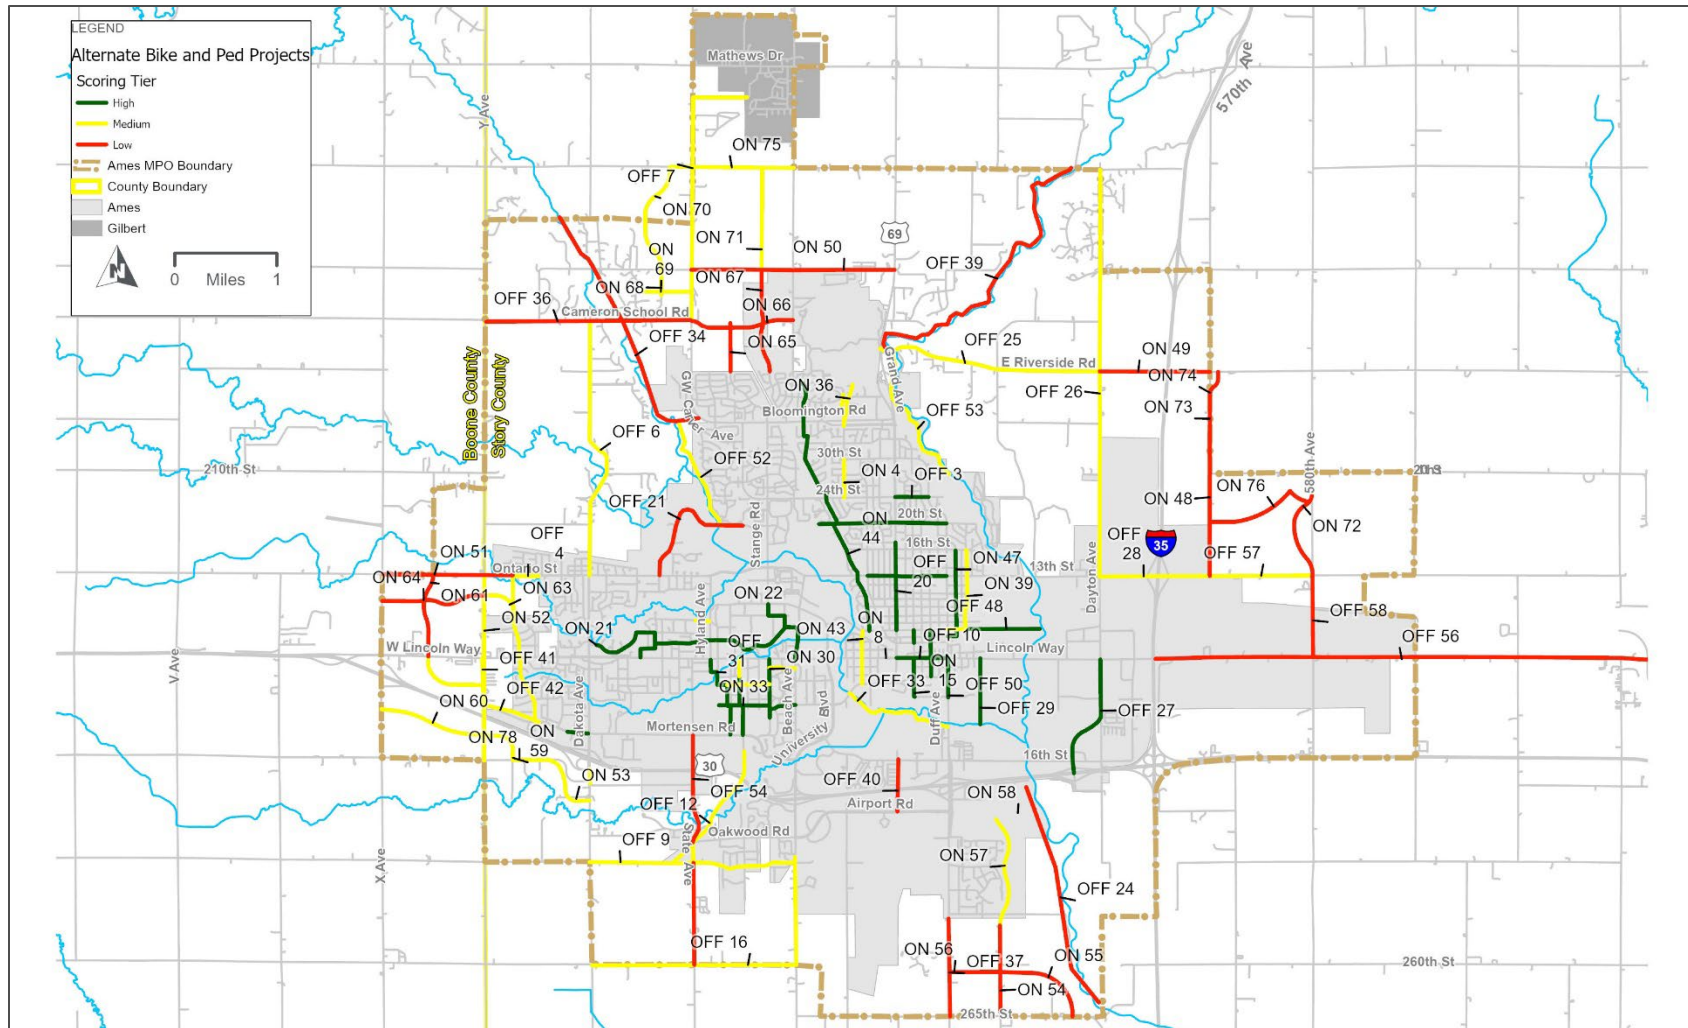 LEGEND
Alternate Bike and Ped Projects
Scoring Tier
High
Medium
Low
Ames MPO Boundary
County Boundary
Ames
Gilbert
N
0 Miles 1
Mathews Dr
570th Ave
Y Ave
ON 75
OFF 7
ON 70
ON 71
ON 50
69
ON
69
ON 67
OFF 39
ON 68
OFF 36
Cameron School Rd
ON 66
OFF 34
ON 65
OFF 25
E Riverside Rd
ON 49
ON 74
OFF 26
Grand Ave
GW Carver Ave
ON 36
Bloomington Rd
OFF 53
ON 73
Boone County
Story County
OFF 6
30th St
580th Ave
210th St
OFF 52
ON 4
OFF 3
24th St
ON 76
ON 48
OFF 21
Stange Rd
20th St
ON
44
ON 72
OFF
4
16th St
OFF
28
35
OFF 57
ON 51
Ontario St
OFF
20
ON 47
13th St
Dayton Ave
ON 64
ON 61
ON 63
ON 39
ON 22
OFF 48
OFF 58
ON 52
ON 21
Hyland Ave
ON 43
ON
8
OFF 10
Lincoln Way
OFF 56
W Lincoln Way
V Ave
OFF 41
OFF
31
ON 30
ON
15
OFF 42
ON 33
OFF 33
OFF 50
Dakota Ave
Beach Ave
University Blvd
Duff Ave
OFF 29
OFF 27
ON 60
ON 78
ON
59
Mortensen Rd
16th St
30
ON 53
OFF 54
OFF 40
ON 58
OFF 12
Airport Rd
Oakwood Rd
OFF 9
State Ave
X Ave
ON 57
OFF 24
OFF 16
ON 56
OFF 37
ON 55
ON 54
260th St
265th St